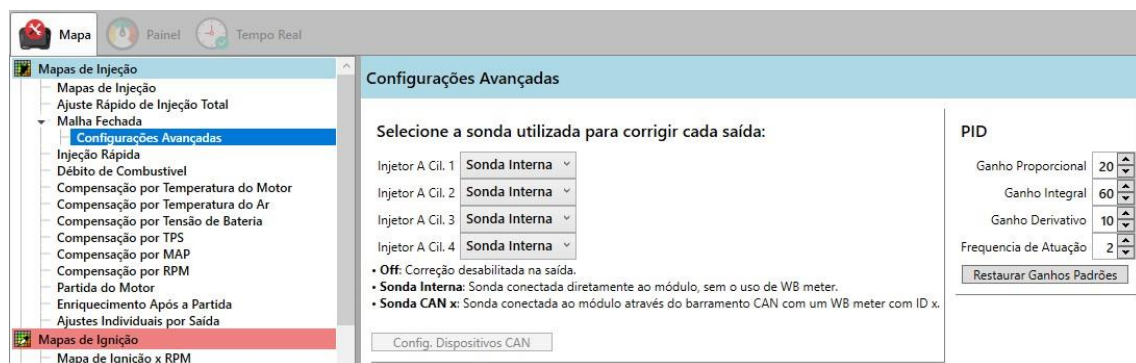 Mapa
Painel
Tempo Real
Mapas de Injeção
Mapas de Injeção
Ajuste Rápido de Injeção Total
Malha Fechada
Configurações Avançadas
Injeção Rápida
Débito de Combustivel
Compensação por Temperatura do Motor
Compensação por Temperatura do Ar
Compensação por Tensão de Bateria
Compensação por TPS
Compensação por MAP
Compensação por RPM
Partida do Motor
Enriquecimento Após a Partida
Ajustes Individuais por Saída
Mapas de Ignição
Mapa de Ignição x RPM
Configurações Avançadas
Selecione a sonda utilizada para corrigir cada saída:
Injetor A Cil. 1 Sonda Interna
Injetor A Cil. 2 Sonda Interna
Injetor A Cil. 3 Sonda Interna
Injetor A Cil. 4 Sonda Interna
• Off: Correção desabilitada na saída.
• Sonda Interna: Sonda conectada diretamente ao módulo, sem o uso de WB meter.
• Sonda CAN x: Sonda conectada ao módulo através do barramento CAN com um WB meter com ID x.
Config. Dispositivos CAN
PID
Ganho Proporcional 20
Ganho Integral 60
Ganho Derivativo 10
Frequencia de Atuação 2
Restaurar Ganhos Padrões